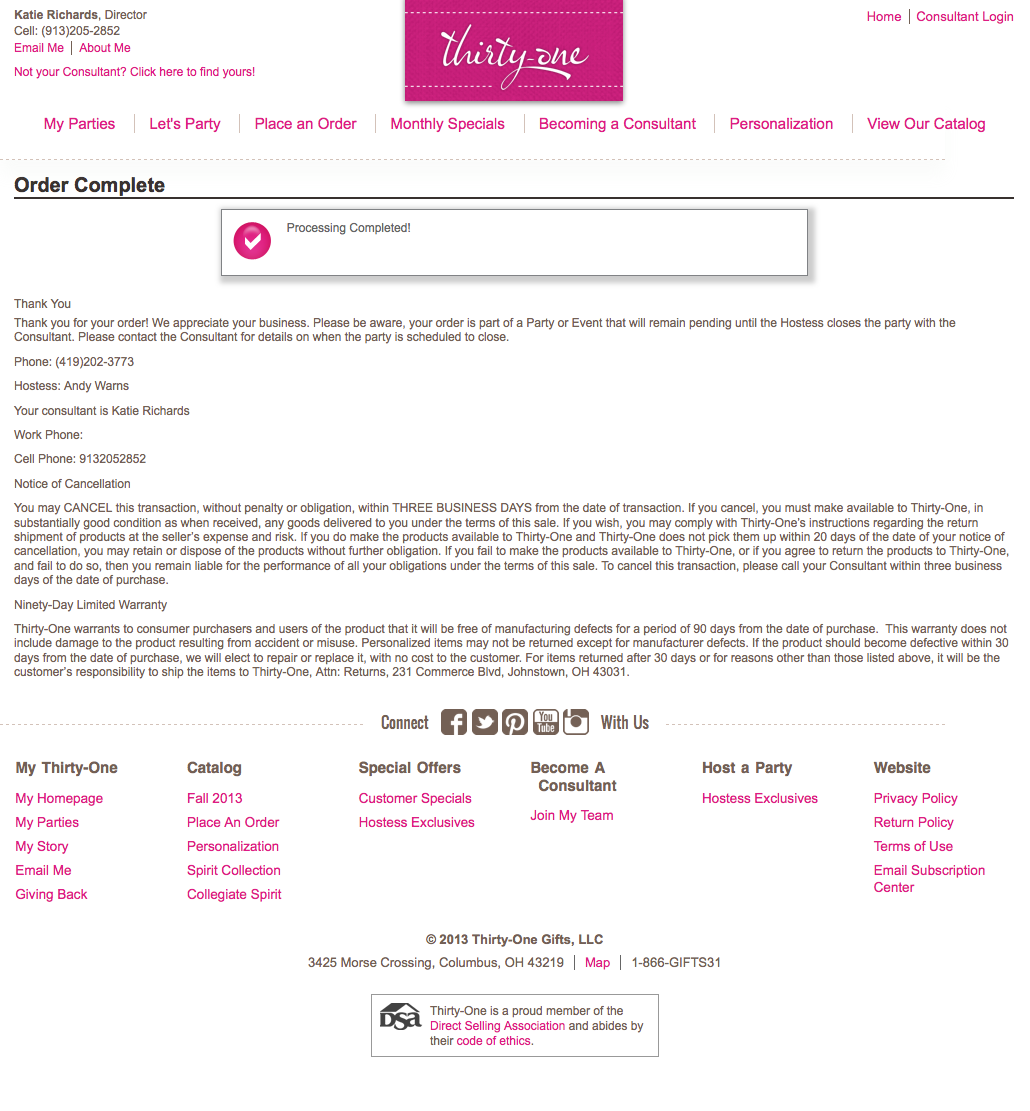 Katie Richards, Director
Cell: (913)205-2852
Email Me | About Me
Not your Consultant? Click here to find yours!
thirty-one
Home | Consultant Login
My Parties | Let's Party | Place an Order | Monthly Specials | Becoming a Consultant | Personalization | View Our Catalog
Order Complete
Processing Completed!
Thank You
Thank you for your order! We appreciate your business. Please be aware, your order is part of a Party or Event that will remain pending until the Hostess closes the party with the
Consultant. Please contact the Consultant for details on when the party is scheduled to close.
Phone: (419)202-3773
Hostess: Andy Warns
Your consultant is Katie Richards
Work Phone:
Cell Phone: 9132052852
Notice of Cancellation
You may CANCEL this transaction, without penalty or obligation, within THREE BUSINESS DAYS from the date of transaction. If you cancel, you must make available to Thirty-One, in
substantially good condition as when received, any goods delivered to you under the terms of this sale. If you wish, you may comply with Thirty-One's instructions regarding the return
shipment of products at the seller's expense and risk. If you do make the products available to Thirty-One and Thirty-One does not pick them up within 20 days of the date of your notice of
cancellation, you may retain or dispose of the products without further obligation. If you fail to make the products available to Thirty-One, or if you agree to return the products to Thirty-One,
and fail to do so, then you remain liable for the performance of all your obligations under the terms of this sale. To cancel this transaction, please call your Consultant within three business
days of the date of purchase.
Ninety-Day Limited Warranty
Thirty-One warrants to consumer purchasers and users of the product that it will be free of manufacturing defects for a period of 90 days from the date of purchase.  This warranty does not
include damage to the product resulting from accident or misuse. Personalized items may not be returned except for manufacturer defects. If the product should become defective within 30
days from the date of purchase, we will elect to repair or replace it, with no cost to the customer. For items returned after 30 days or for reasons other than those listed above, it will be the
customer's responsibility to ship the items to Thirty-One, Attn: Returns, 231 Commerce Blvd, Johnstown, OH 43031.
Connect You Tube With Us
My Thirty-One
My Homepage
My Parties
My Story
Email Me
Giving Back
Catalog
Fall 2013
Place An Order
Personalization
Spirit Collection
Collegiate Spirit
Special Offers
Customer Specials
Hostess Exclusives
Become A
Consultant
Join My Team
Host a Party
Hostess Exclusives
Website
Privacy Policy
Return Policy
Terms of Use
Email Subscription
Center
© 2013 Thirty-One Gifts, LLC
3425 Morse Crossing, Columbus, OH 43219 | Map | 1-866-GIFTS31
DSA
Thirty-One is a proud member of the
Direct Selling Association and abides by
their code of ethics.